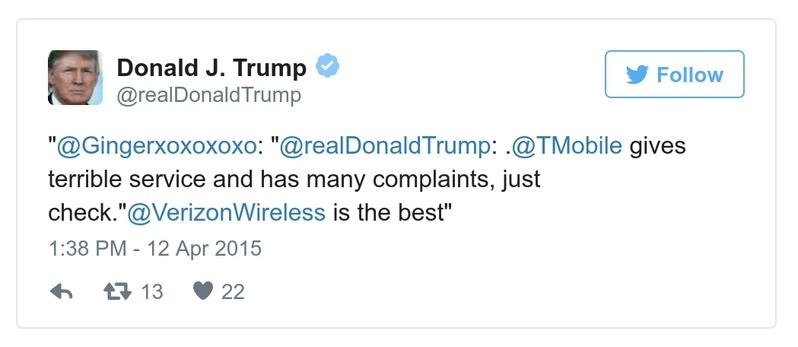 Donald J. Trump
@realDonaldTrump
Follow
"@Gingerxoxoxoxo: "@realDonaldTrump: .@TMobile gives
terrible service and has many complaints, just
check."@VerizonWireless is the best"
1:38 PM - 12 Apr 2015
13 22